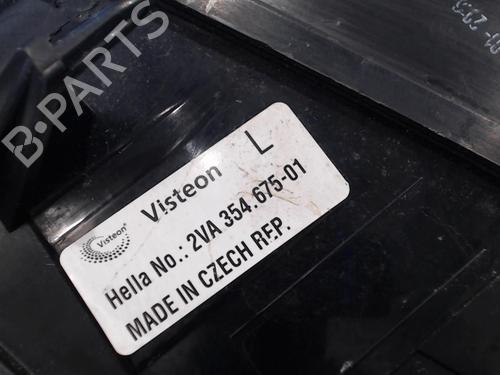 B-PARTS
Visteon L
Visteon
Hella No.: 2VA 354.675-01
MADE IN CZECH REP.